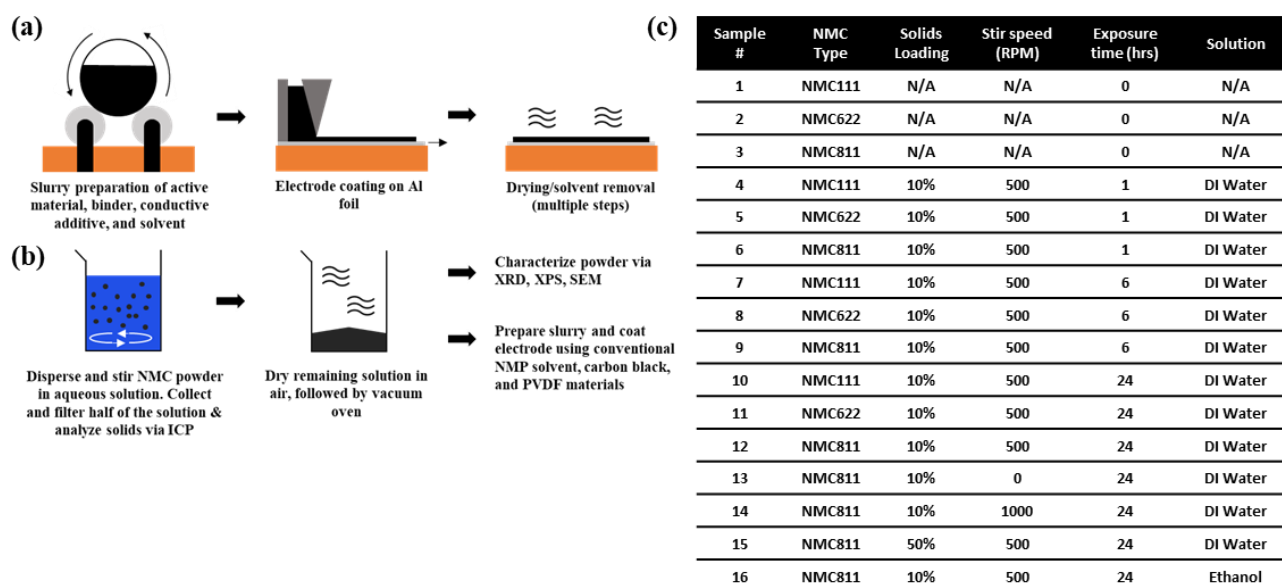 (a)
Slurry preparation of active
material, binder, conductive
additive, and solvent
Electrode coating on Al
foil
Drying/solvent removal
(multiple steps)
(b)
Disperse and stir NMC powder
in aqueous solution. Collect
and filter half of the solution &
analyze solids via ICP
Dry remaining solution in
air, followed by vacuum
oven
Characterize powder via
XRD, XPS, SEM
Prepare slurry and coat
electrode using conventional
NMP solvent, carbon black,
and PVDF materials
(c)
Sample # NMC Type Solids Loading Stir speed (RPM) Exposure time (hrs) Solution
1 NMC111 N/A N/A 0 N/A
2 NMC622 N/A N/A 0 N/A
3 NMC811 N/A N/A 0 N/A
4 NMC111 10% 500 1 DI Water
5 NMC622 10% 500 1 DI Water
6 NMC811 10% 500 1 DI Water
7 NMC111 10% 500 6 DI Water
8 NMC622 10% 500 6 DI Water
9 NMC811 10% 500 6 DI Water
10 NMC111 10% 500 24 DI Water
11 NMC622 10% 500 24 DI Water
12 NMC811 10% 500 24 DI Water
13 NMC811 10% 0 24 DI Water
14 NMC811 10% 1000 24 DI Water
15 NMC811 50% 500 24 DI Water
16 NMC811 10% 500 24 Ethanol